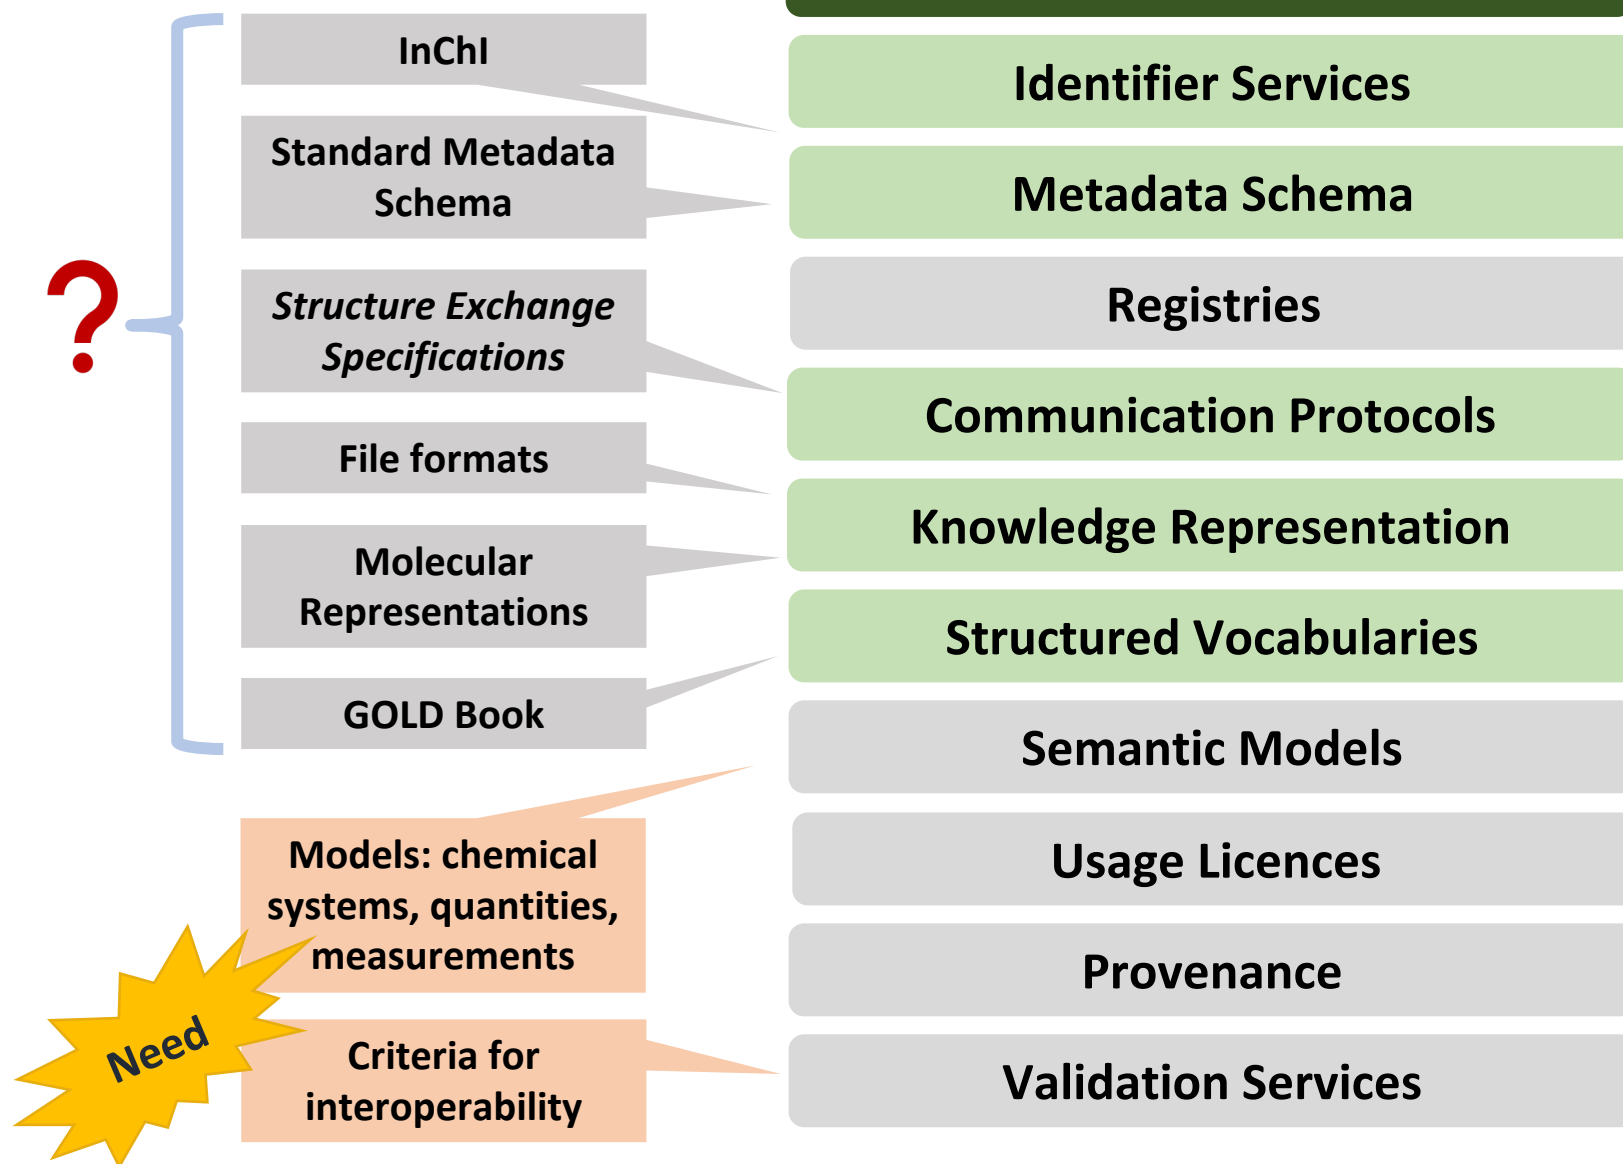 ?
InChI
Standard Metadata
Schema
Structure Exchange
Specifications
File formats
Molecular
Representations
GOLD Book
Models: chemical
systems, quantities,
measurements
Need
Criteria for
interoperability
Identifier Services
Metadata Schema
Registries
Communication Protocols
Knowledge Representation
Structured Vocabularies
Semantic Models
Usage Licences
Provenance
Validation Services